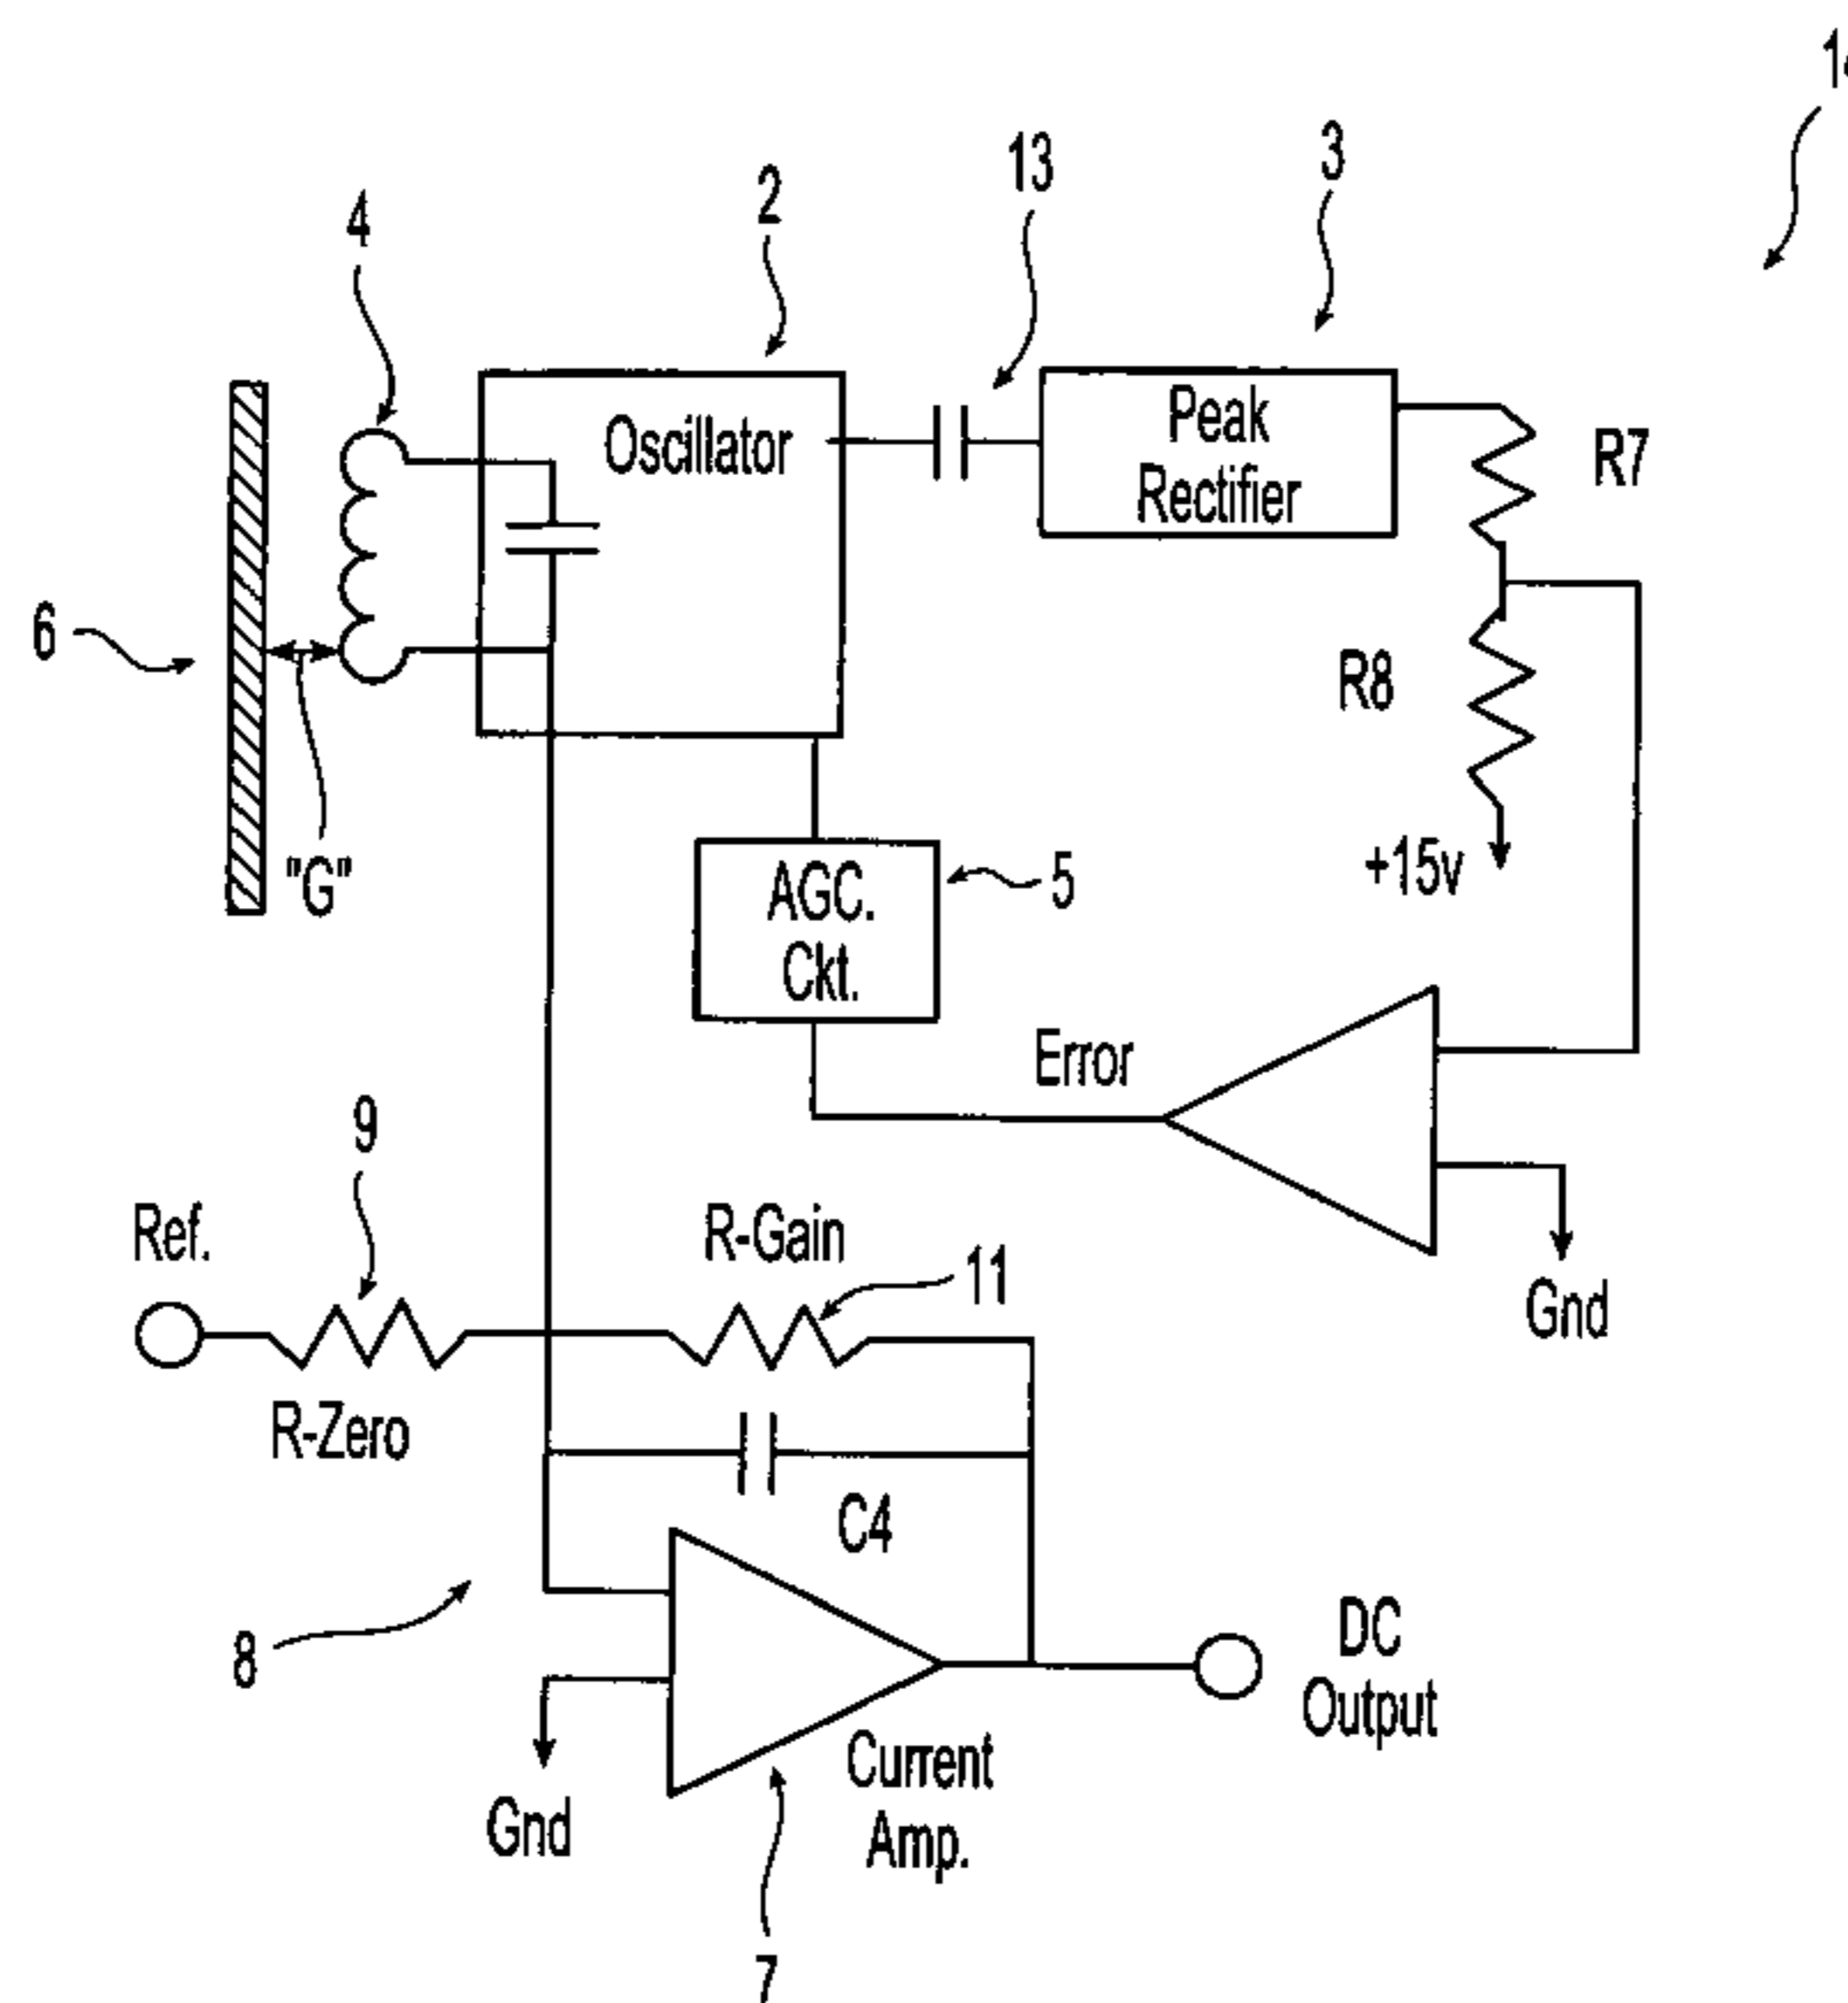 13
3
2
4
Oscillator
Peak
Rectifier
R7
6
R8
"G"
+15v
AGC.
Ckt.
5
Error
9
Ref.
R-Gain
11
Gnd
R-Zero
C4
8
DC
Output
Current
Amp.
Gnd
7